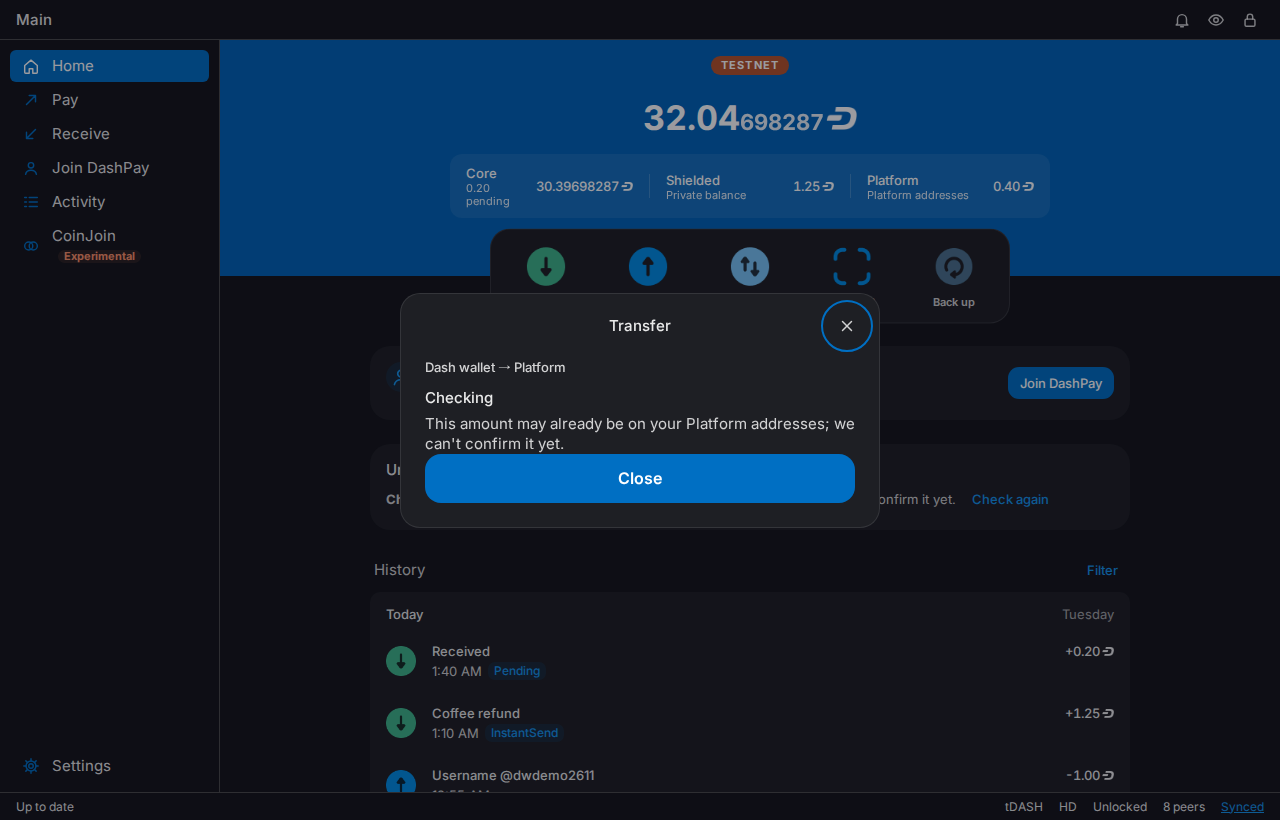 Main
Home
Pay
Receive
Join DashPay
Activity
CoinJoin
Experimental
Settings
TESTNET
32.04698287
Core
0.20
pending
30.39698287
Shielded
Private balance
1.25
Platform
Platform addresses
0.40
Back up
Transfer
Dash wallet → Platform
Checking
This amount may already be on your Platform addresses; we
can't confirm it yet.
Close
Join DashPay
onfirm it yet.
Check again
History
Filter
Today
Tuesday
Received
+0.20
1:40 AM
Pending
Coffee refund
+1.25
1:10 AM
InstantSend
Username @dwdemo2611
-1.00
Up to date
tDASH
HD
Unlocked
8 peers
Synced